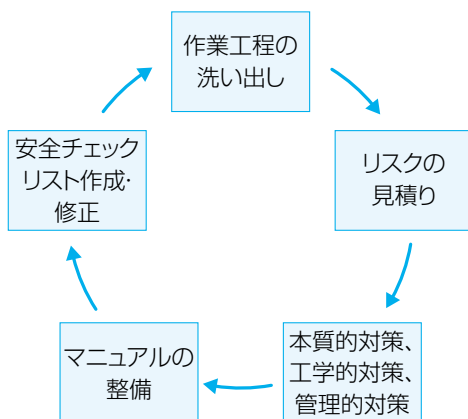 作業工程の
洗い出し
リスクの
見積り
本質的対策、
工学的対策、
管理的対策
マニュアルの
整備
安全チェック
リスト作成・
修正